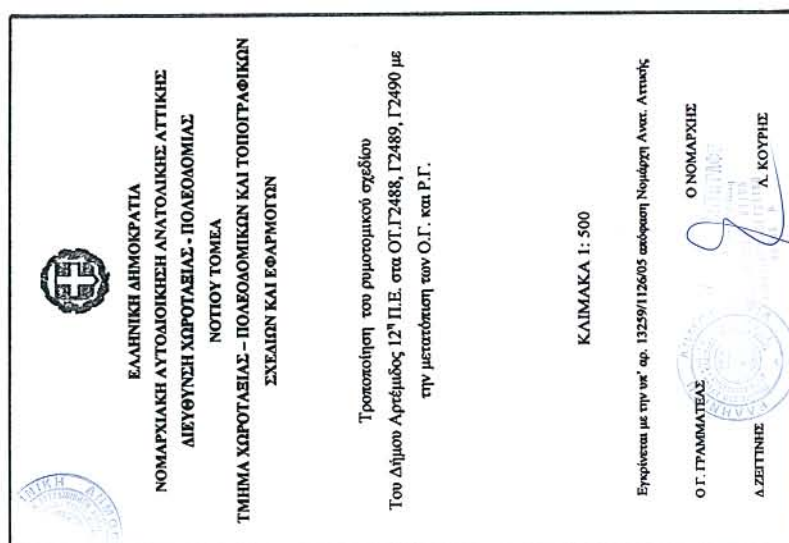 ΕΛΛΗΝΙΚΗ ΔΗΜΟΚΡΑΤΙΑ
ΝΟΜΑΡΧΙΑΚΗ ΑΥΤΟΔΙΟΙΚΗΣΗ ΑΝΑΤΟΛΙΚΗΣ ΑΤΤΙΚΗΣ
ΔΙΕΥΘΥΝΣΗ ΧΩΡΟΤΑΞΙΑΣ - ΠΟΛΕΟΔΟΜΙΑΣ
ΝΟΤΙΟΥ ΤΟΜΕΑ
ΤΜΗΜΑ ΧΩΡΟΤΑΞΙΑΣ – ΠΟΛΕΟΔΟΜΙΚΩΝ ΚΑΙ ΤΟΠΟΓΡΑΦΙΚΩΝ
ΣΧΕΔΙΩΝ ΚΑΙ ΕΦΑΡΜΟΓΩΝ
Τροποποίηση του ρυμοτομικού σχεδίου
Του Δήμου Αρτέμιδος 12η Π.Ε. στα ΟΤ.Γ2488, Γ2489, Γ2490 με
την μετατόπιση των Ο.Γ. και Ρ.Γ.
ΚΛΙΜΑΚΑ 1: 500
Εγκρίνεται με την υπ' αρ. 13259/1126/05 απόφαση Νομάρχη Ανατ. Αττικής
Ο Γ. ΓΡΑΜΜΑΤΕΑΣ Ο ΝΟΜΑΡΧΗΣ
Δ.ΖΕΓΓΙΝΗΣ Λ. ΚΟΥΡΗΣ